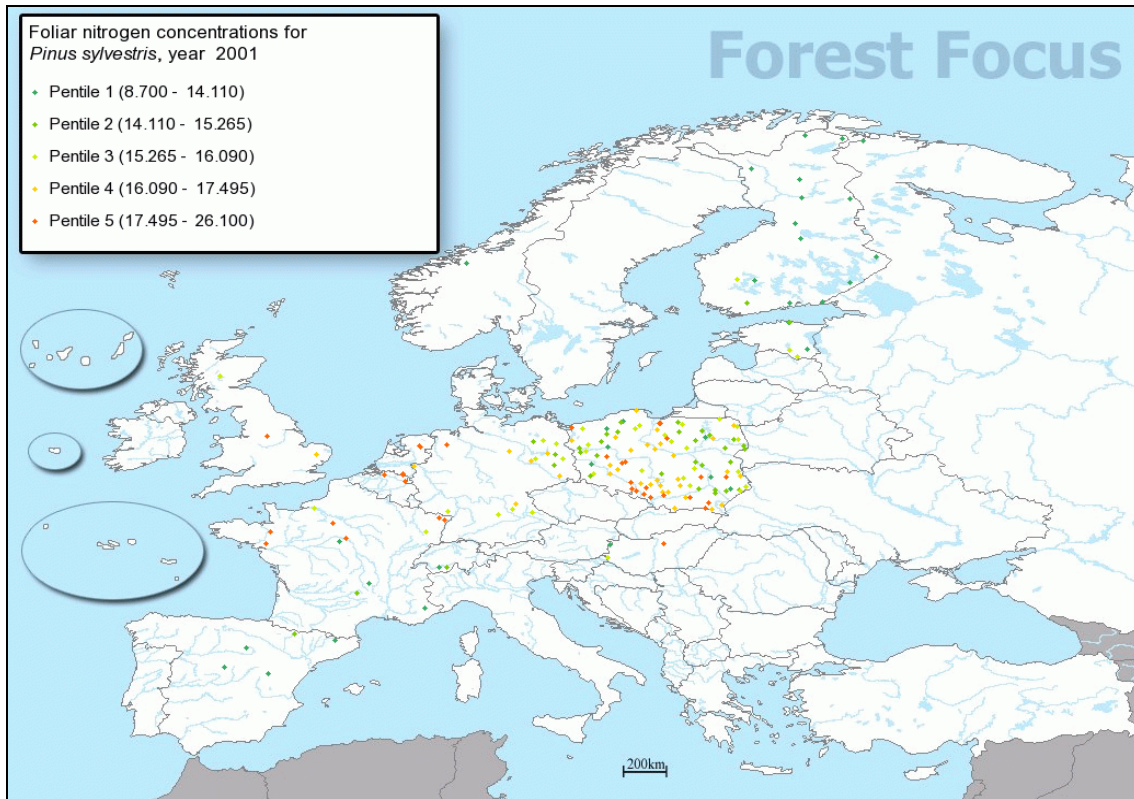 Foliar nitrogen concentrations for
Pinus sylvestris, year 2001
Pentile 1 (8.700 - 14.110)
Pentile 2 (14.110 - 15.265)
Pentile 3 (15.265 - 16.090)
Pentile 4 (16.090 - 17.495)
Pentile 5 (17.495 - 26.100)
Forest Focus
200km